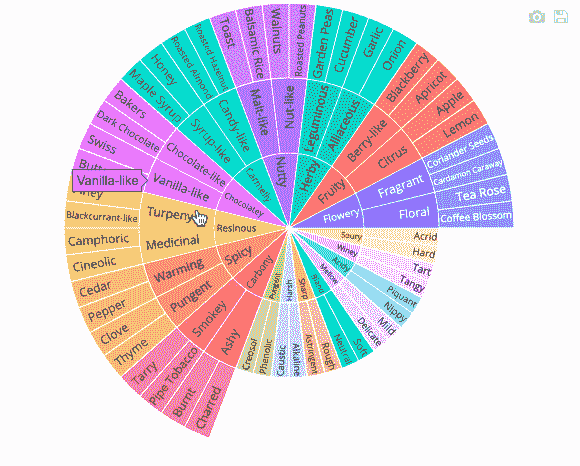 Toast
Balsamic Rice
Walnuts
Roasted Peanuts
Garden Peas
Cucumber
Garlic
Onion
Blackberry
Apricot
Apple
Lemon
Coriander Seeds
Cardamon Caraway
Tea Rose
Coffee Blossom
Roasted Hazelnut
Roasted Almond
Honey
Maple Syrup
Bakers
Dark Chocolate
Swiss
Vanilla-like
Blackcurrant-like
Camphoric
Cineolic
Cedar
Pepper
Clove
Thyme
Tarry
Pipe Tobacco
Burnt
Charred
Malt-like
Nut-like
Leguminous
Alliaceous
Berry-like
Citrus
Fragrant
Floral
Candy-like
Syrup-like
Chocolate-like
Vanilla-like
Medicinal
Warming
Pungent
Smokey
Ashy
Nutty
Herby
Fruity
Flowery
Carmelly
Chocolatey
Resinous
Spicy
Carbony
Soury
Winey
Acrid
Hard
Tart
Tangy
Piquant
Nippy
Mild
Delicate
Soft
Neutral
Rough
Astringent
Alkaline
Caustic
Phenolic
Creosol
Pungent
Harsh
Sharp
Bland
Mellow
Acidy